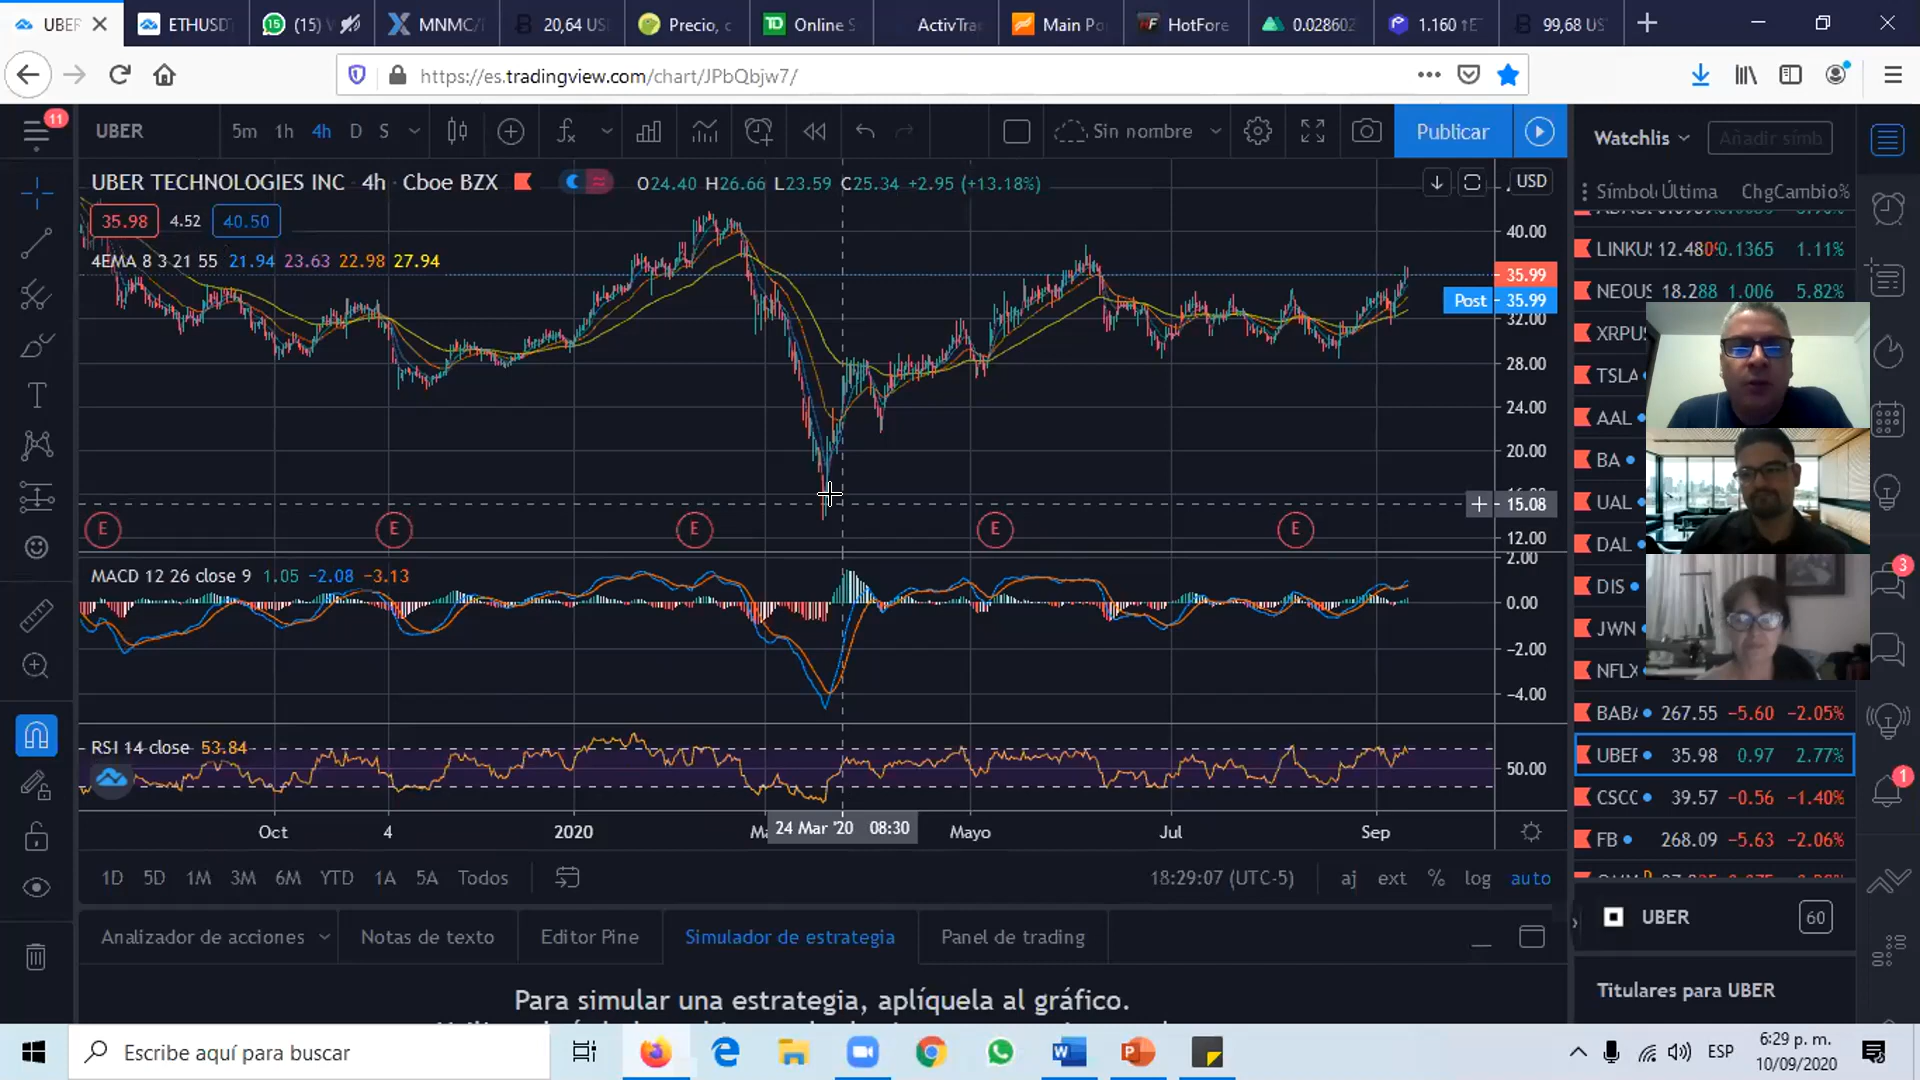 UBER
ETHUSDT
(15)
MNMC/
20,64 US
Precio, c
Online S
ActivTra
Main Po
HotFore
0.028602
1.160
99,68 US
https://es.tradingview.com/chart/JPbQbjw7/
11
UBER
5m 1h 4h D S
Sin nombre
Publicar
Watchlis
Añadir símb
UBER TECHNOLOGIES INC 4h Cboe BZX
O24.40 H26.66 L23.59 C25.34 +2.95 (+13.18%)
USD
Símbol Última Chg Cambio%
35.98 4.52 40.50
4EMA 8 3 21 55 21.94 23.63 22.98 27.94
40.00
35.99
Post 35.99
32.00
28.00
24.00
20.00
15.08
12.00
LINKU 12.480 0.1365 1.11%
NEOUS 18.288 1.006 5.82%
XRPUS
TSLA
AAL
BA
UAL
DAL
DIS
JWN
NFLX
E E E E E
MACD 12 26 close 9 1.05 −2.08 −3.13
2.00
0.00
−2.00
−4.00
3
BABA 267.55 −5.60 −2.05%
RSI 14 close 53.84
50.00
UBER 35.98 0.97 2.77%
1
CSCO 39.57 −0.56 −1.40%
FB 268.09 −5.63 −2.06%
Oct 4 2020 Ma 24 Mar '20 08:30 Mayo Jul Sep
1D 5D 1M 3M 6M YTD 1A 5A Todos
18:29:07 (UTC-5) aj ext % log auto
UBER 60
Analizador de acciones Notas de texto Editor Pine Simulador de estrategia Panel de trading
Titulares para UBER
Para simular una estrategia, aplíquela al gráfico.
Escribe aquí para buscar
ESP
6:29 p. m.
10/09/2020